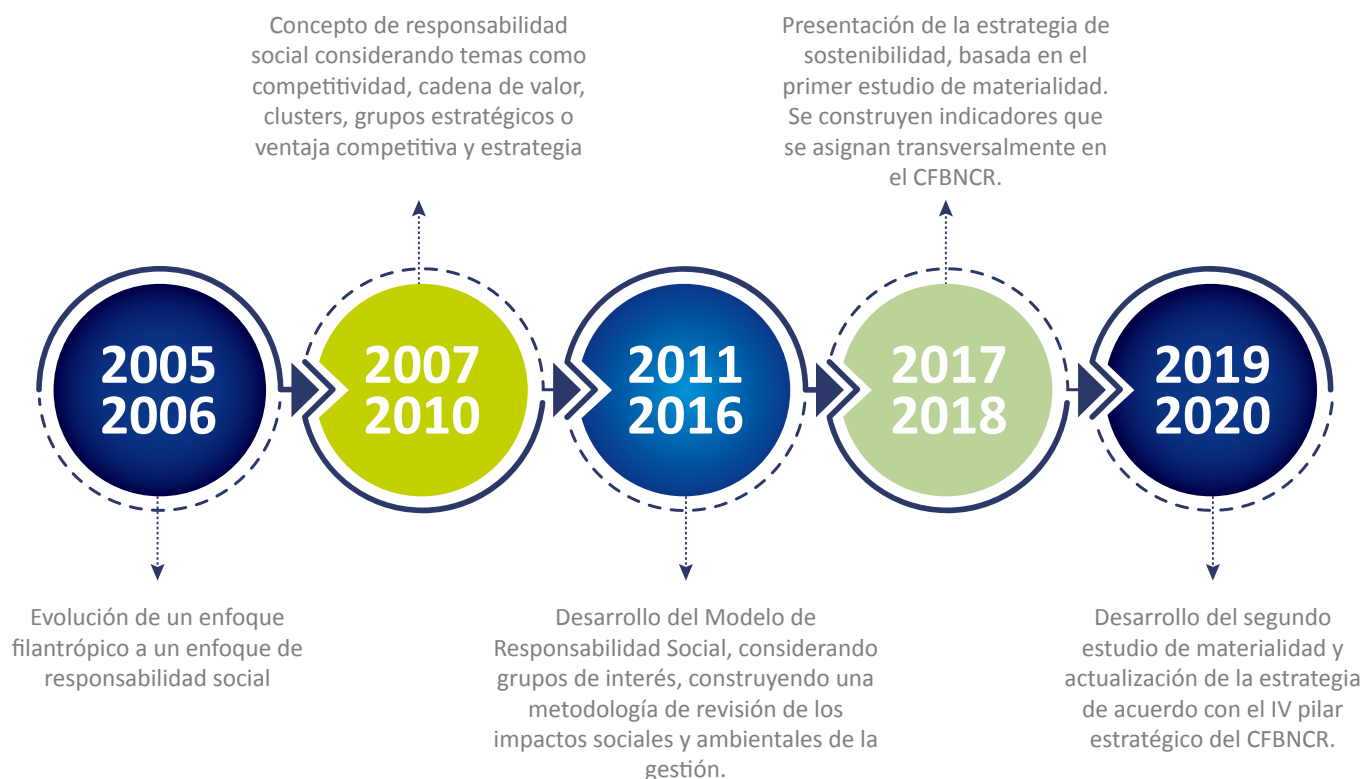 Concepto de responsabilidad
social considerando temas como
competitividad, cadena de valor,
clusters, grupos estratégicos o
ventaja competitiva y estrategia
Presentación de la estrategia de
sostenibilidad, basada en el
primer estudio de materialidad.
Se construyen indicadores que
se asignan transversalmente en
el CFBNCR.
2005
2006
2007
2010
2011
2016
2017
2018
2019
2020
Evolución de un enfoque
filantrópico a un enfoque de
responsabilidad social
Desarrollo del Modelo de
Responsabilidad Social, considerando
grupos de interés, construyendo una
metodología de revisión de los
impactos sociales y ambientales de la
gestión.
Desarrollo del segundo
estudio de materialidad y
actualización de la estrategia
de acuerdo con el IV pilar
estratégico del CFBNCR.